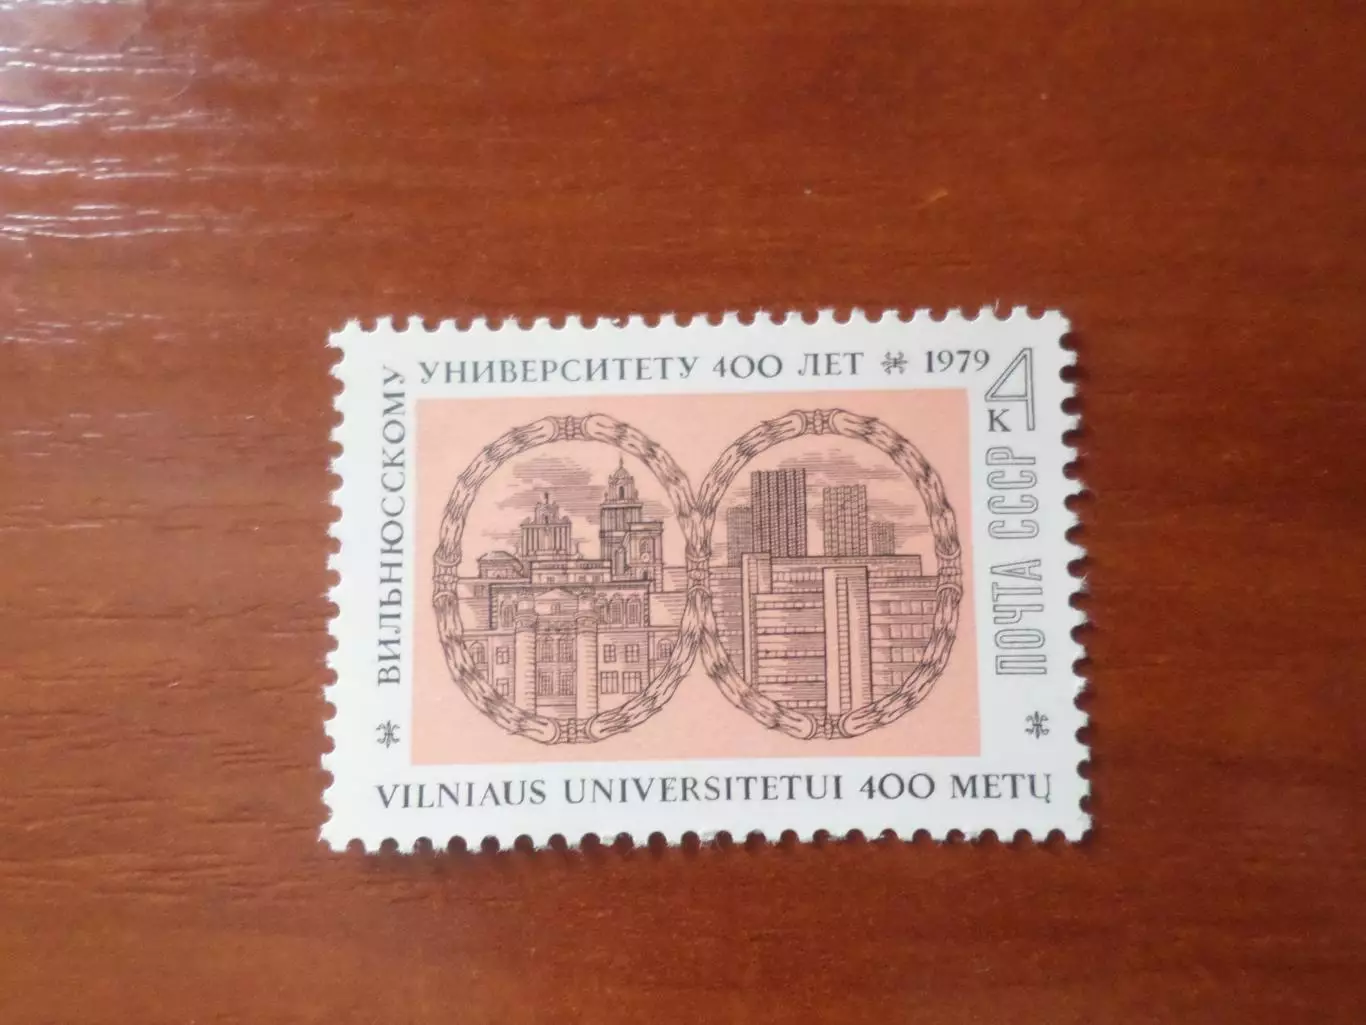 ВИЛЬНЮССКОМУ
УНИВЕРСИТЕТУ 400 ЛЕТ 1979
4 К
ПОЧТА СССР
VILNIAUS UNIVERSITETUI 400 METŲ